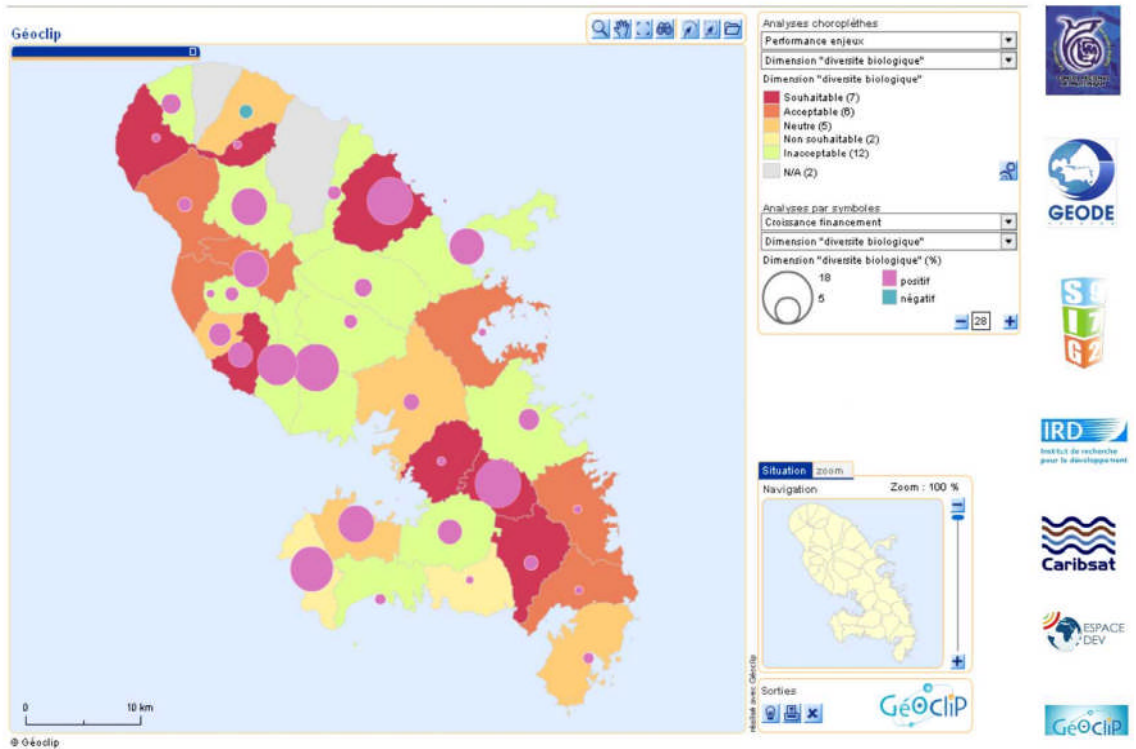 Géoclip
0 10 km
© Géoclip
Analyses choroplèthes
Performance enjeux
Dimension "diversite biologique"
Dimension "diversite biologique"
Souhaitable (7)
Acceptable (6)
Neutre (5)
Non souhaitable (2)
Inacceptable (12)
N/A (2)
Analyses par symboles
Croissance financement
Dimension "diversite biologique"
Dimension "diversite biologique" (%)
18
5
positif
négatif
28
Situation zoom
Navigation Zoom : 100 %
réalisé avec Géoclip
Sorties
GéOcliP
GEODE
S
I
G
IRD
Institut de recherche
pour le développement
Caribsat
ESPACE
DEV
GéOcliP